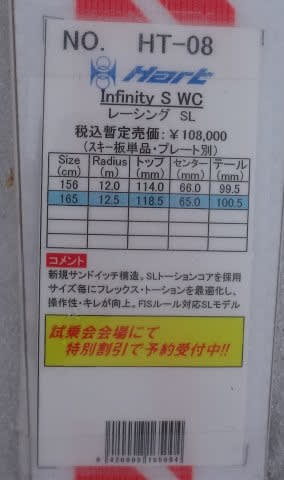 NO. HT-08
Hart
Infinity S WC
レーシング SL
税込暫定売価：￥108,000
(スキー板単品・プレート別)
Size (cm) Radius (m) トップ (mm) センター (mm) テール (mm)
156 12.0 114.0 66.0 99.5
165 12.5 118.5 65.0 100.5
コメント
新規サンドイッチ構造。SLトーションコアを採用
サイズ毎にフレックス・トーションを最適化し、
操作性・キレが向上。FISルール対応SLモデル
試乗会会場にて
特別割引で予約受付中!!